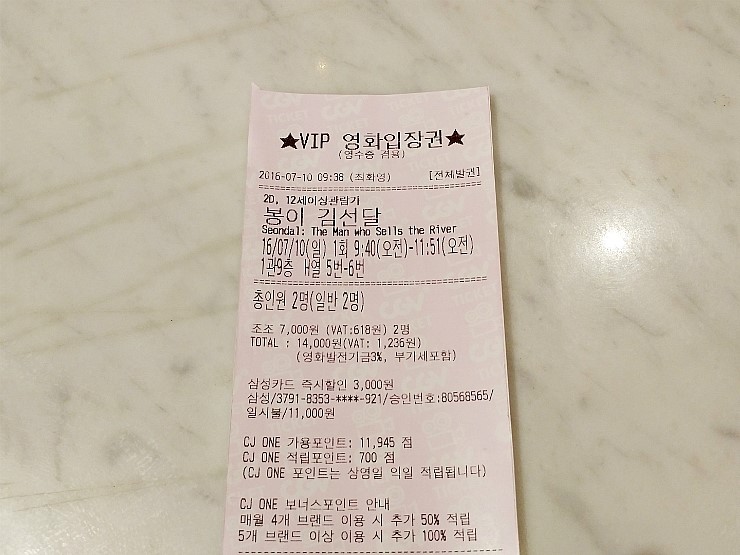 ★VIP 영화입장권★
(영수증 겸용)
2016-07-10 09:38 (최화영) [전체발권]
2D, 12세이상관람가
봉이 김선달
Seondal: The Man who Sells the River
16/07/10(일) 1회 9:40(오전)-11:51(오전)
1관9층 H열 5번-6번
총인원 2명(일반 2명)
조조 7,000원 (VAT:618원) 2명
TOTAL : 14,000원(VAT: 1,236원)
(영화발전기금3%, 부가세포함)
삼성카드 즉시할인 3,000원
삼성/3791-8353-****-921/승인번호:80568565/
일시불/11,000원
CJ ONE 가용포인트: 11,945 점
CJ ONE 적립포인트: 700 점
(CJ ONE 포인트는 상영일 익일 적립됩니다)
CJ ONE 보너스포인트 안내
매월 4개 브랜드 이용 시 추가 50% 적립
5개 브랜드 이상 이용 시 추가 100% 적립